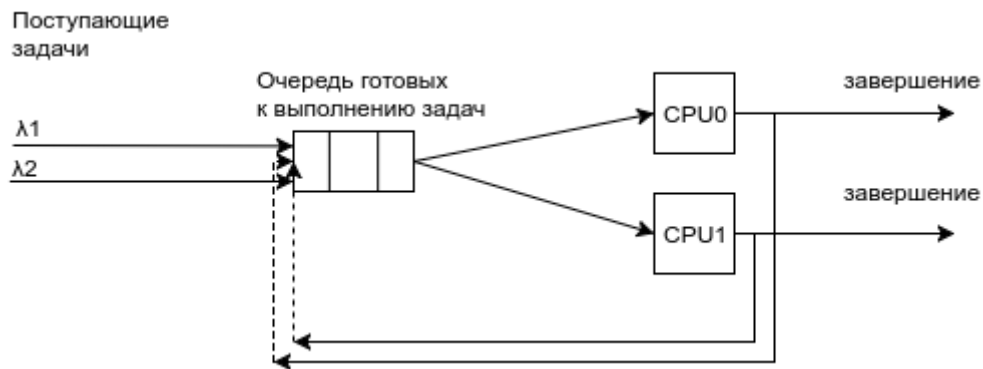 Поступающие
задачи
Очередь готовых
к выполнению задач
завершение
CPU0
λ1
λ2
завершение
CPU1